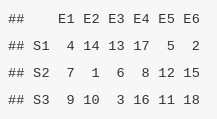 ##    E1 E2 E3 E4 E5 E6
## S1  4 14 13 17  5  2
## S2  7  1  6  8 12 15
## S3  9 10  3 16 11 18